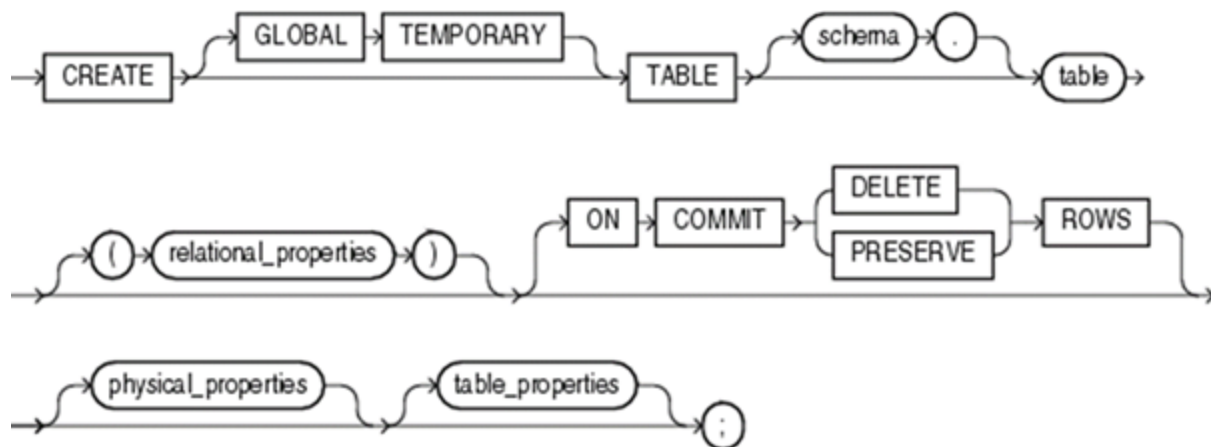 GLOBAL TEMPORARY schema .
CREATE TABLE table
DELETE
ON COMMIT ROWS
( relational_properties ) PRESERVE
physical_properties table_properties
;